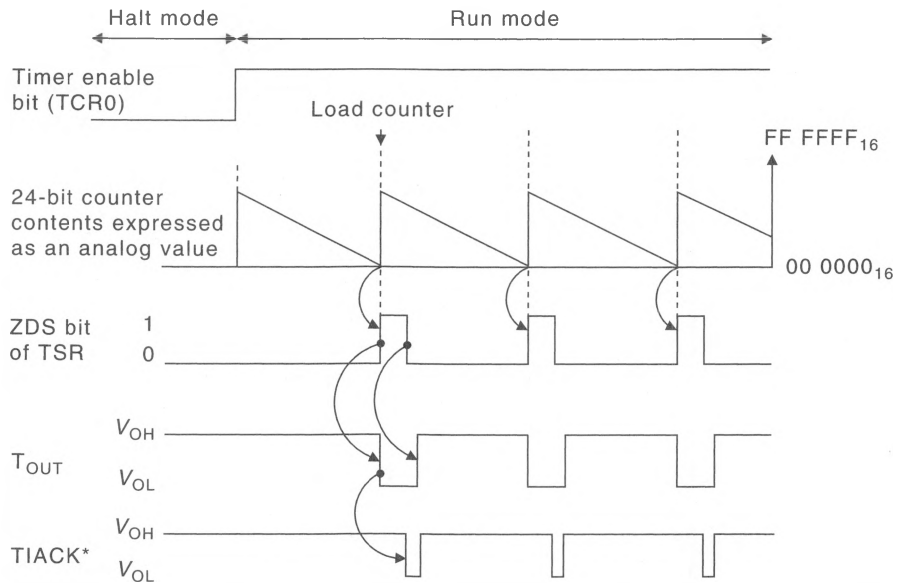 Halt mode
Run mode
Timer enable
bit (TCR0)
Load counter
FF FFFF16
24-bit counter
contents expressed
as an analog value
00 000016
ZDS bit
of TSR
1
0
VOH
TOUT
VOL
VOH
TIACK*
VOL